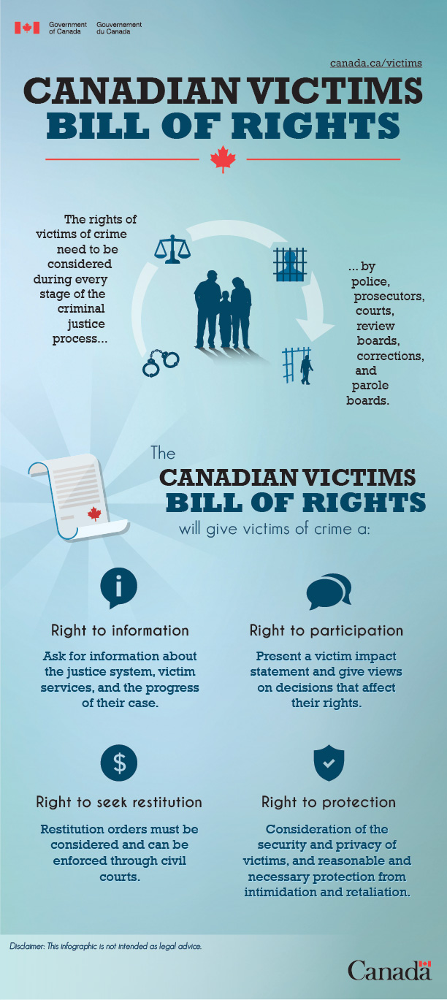 Government
of Canada
Gouvernement
du Canada
canada.ca/victims
CANADIAN VICTIMS
BILL OF RIGHTS
The rights of
victims of crime
need to be
considered
during every
stage of the
criminal
justice
process...
... by
police,
prosecutors,
courts,
review
boards,
corrections,
and
parole
boards.
The
CANADIAN VICTIMS
BILL OF RIGHTS
will give victims of crime a:
i
Right to information
Ask for information about
the justice system, victim
services, and the progress
of their case.
Right to participation
Present a victim impact
statement and give views
on decisions that affect
their rights.
$
Right to seek restitution
Restitution orders must be
considered and can be
enforced through civil
courts.
Right to protection
Consideration of the
security and privacy of
victims, and reasonable and
necessary protection from
intimidation and retaliation.
Disclaimer: This infographic is not intended as legal advice.
Canada